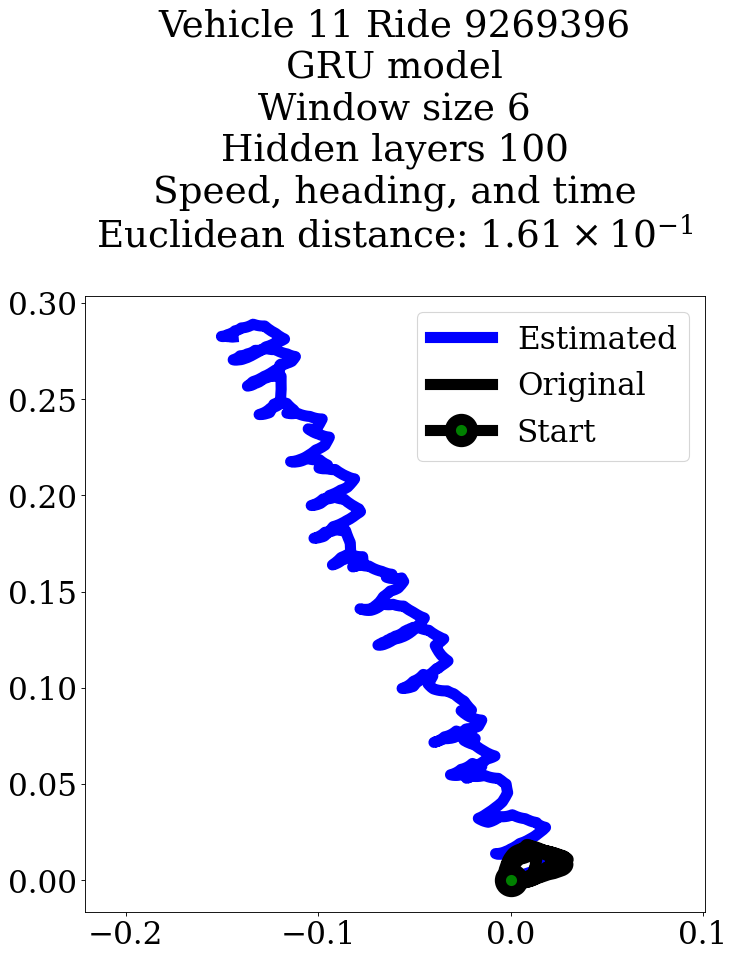 Vehicle 11 Ride 9269396
GRU model
Window size 6
Hidden layers 100
Speed, heading, and time
Euclidean distance: 1.61 × 10⁻¹
0.30
0.25
0.20
0.15
0.10
0.05
0.00
Estimated
Original
Start
−0.2
−0.1
0.0
0.1